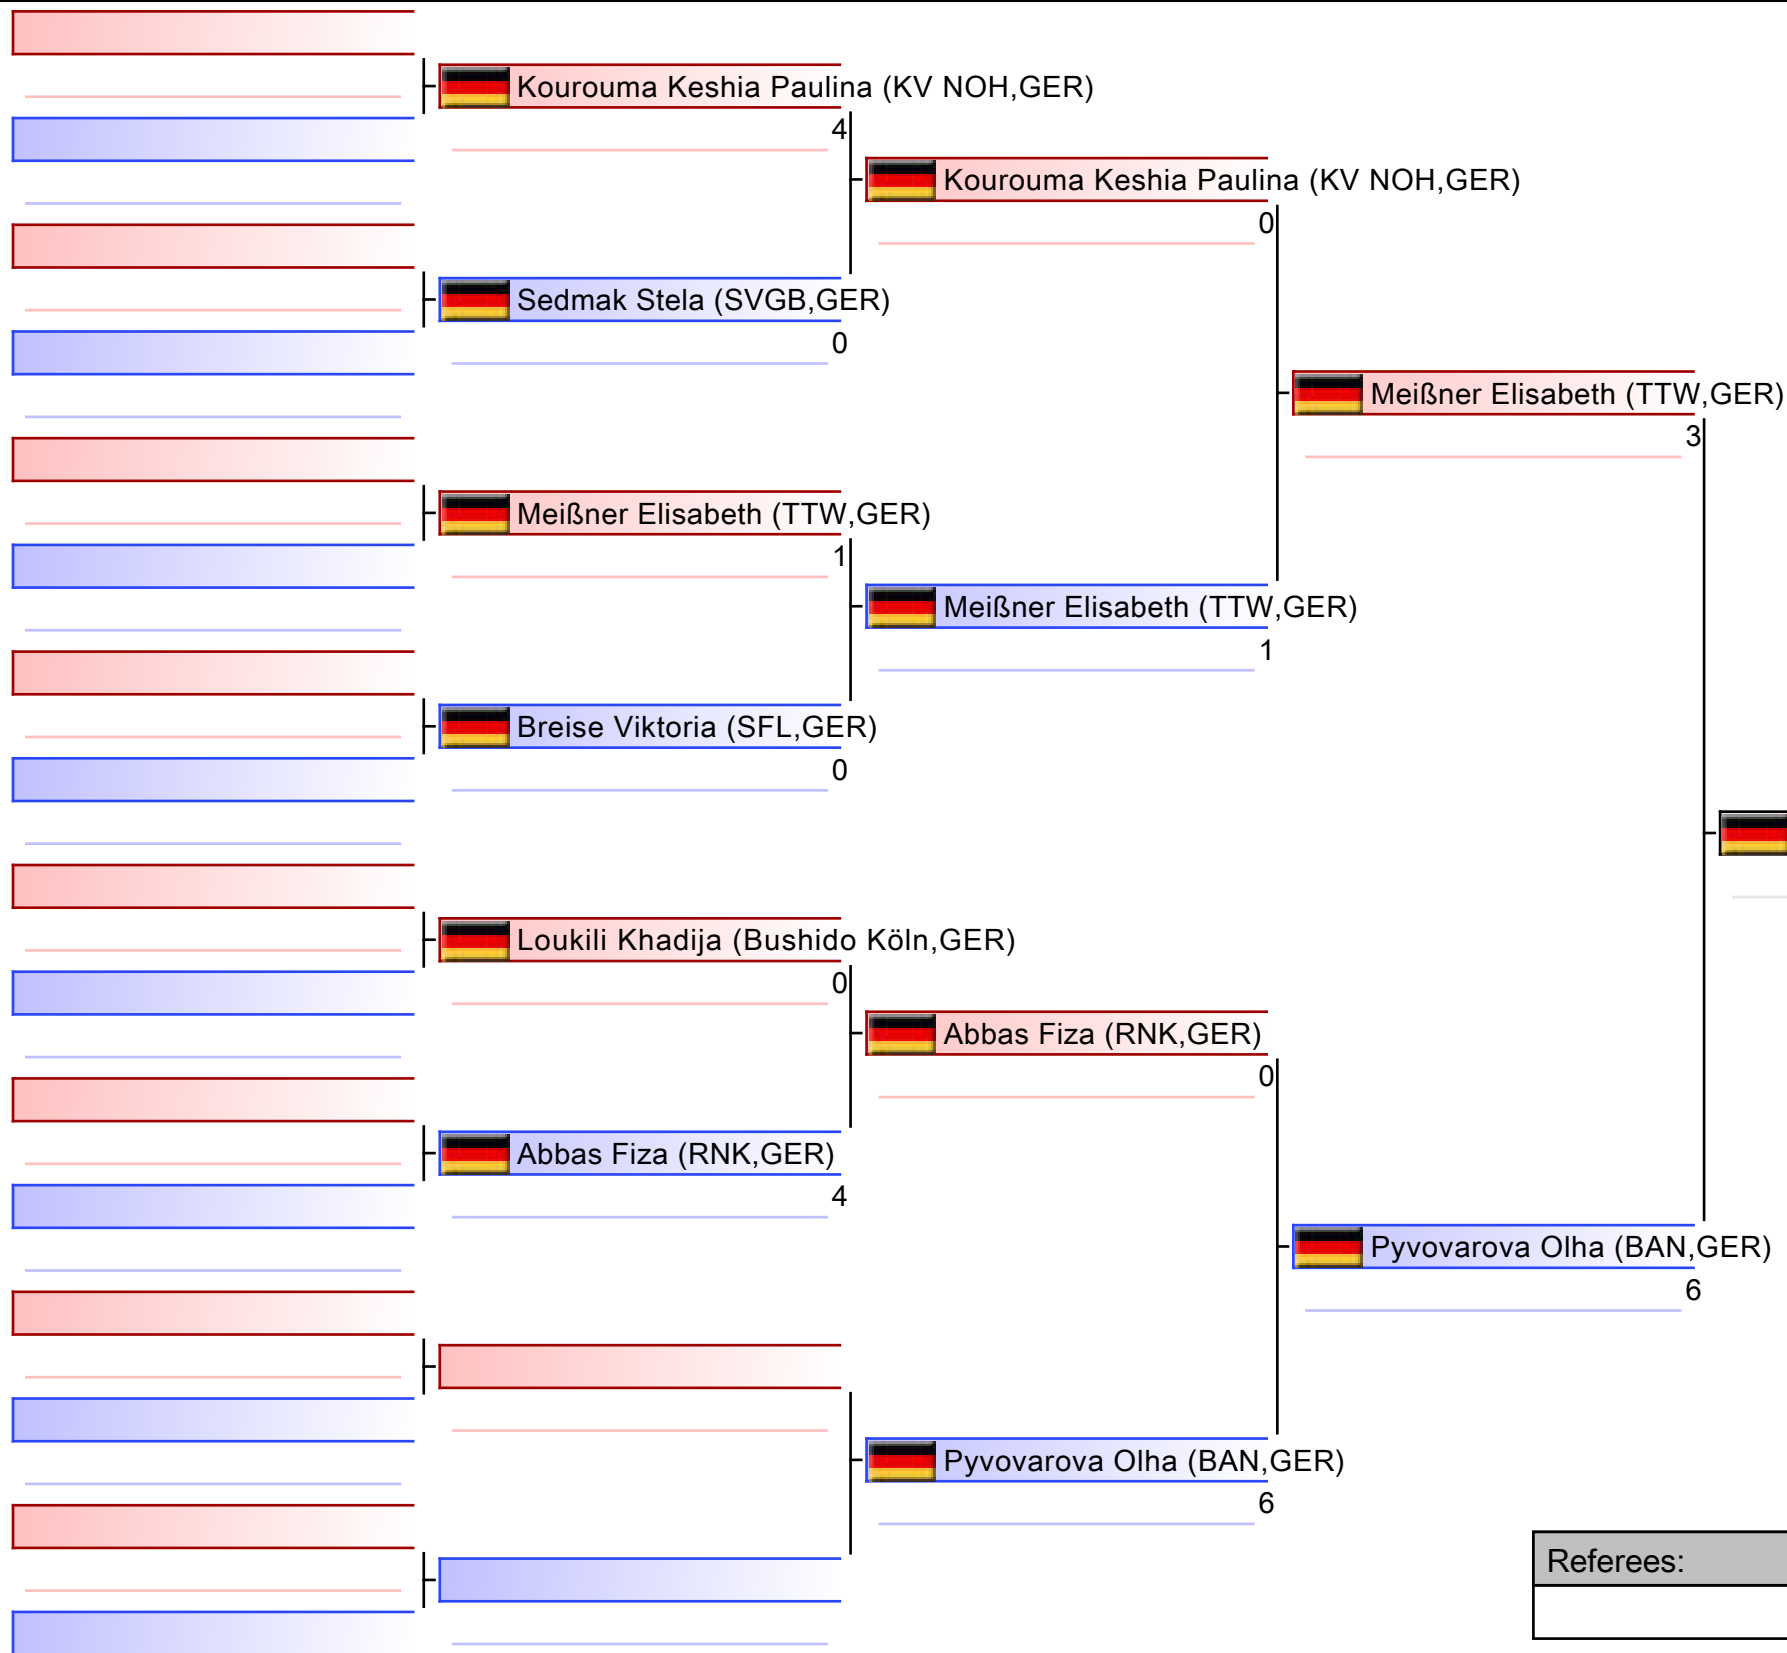 Kourouma Keshia Paulina (KV NOH,GER)
4
Kourouma Keshia Paulina (KV NOH,GER)
0
Sedmak Stela (SVGB,GER)
0
Meißner Elisabeth (TTW,GER)
3
Meißner Elisabeth (TTW,GER)
1
Meißner Elisabeth (TTW,GER)
1
Breise Viktoria (SFL,GER)
0
Loukili Khadija (Bushido Köln,GER)
0
Abbas Fiza (RNK,GER)
0
Abbas Fiza (RNK,GER)
4
Pyvovarova Olha (BAN,GER)
6
Pyvovarova Olha (BAN,GER)
6
Referees: